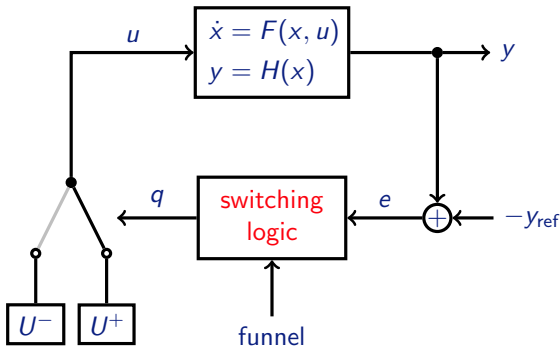 u
ẋ = F(x, u)
y = H(x)
y
q
switching
logic
e
+
−y_ref
U⁻
U⁺
funnel